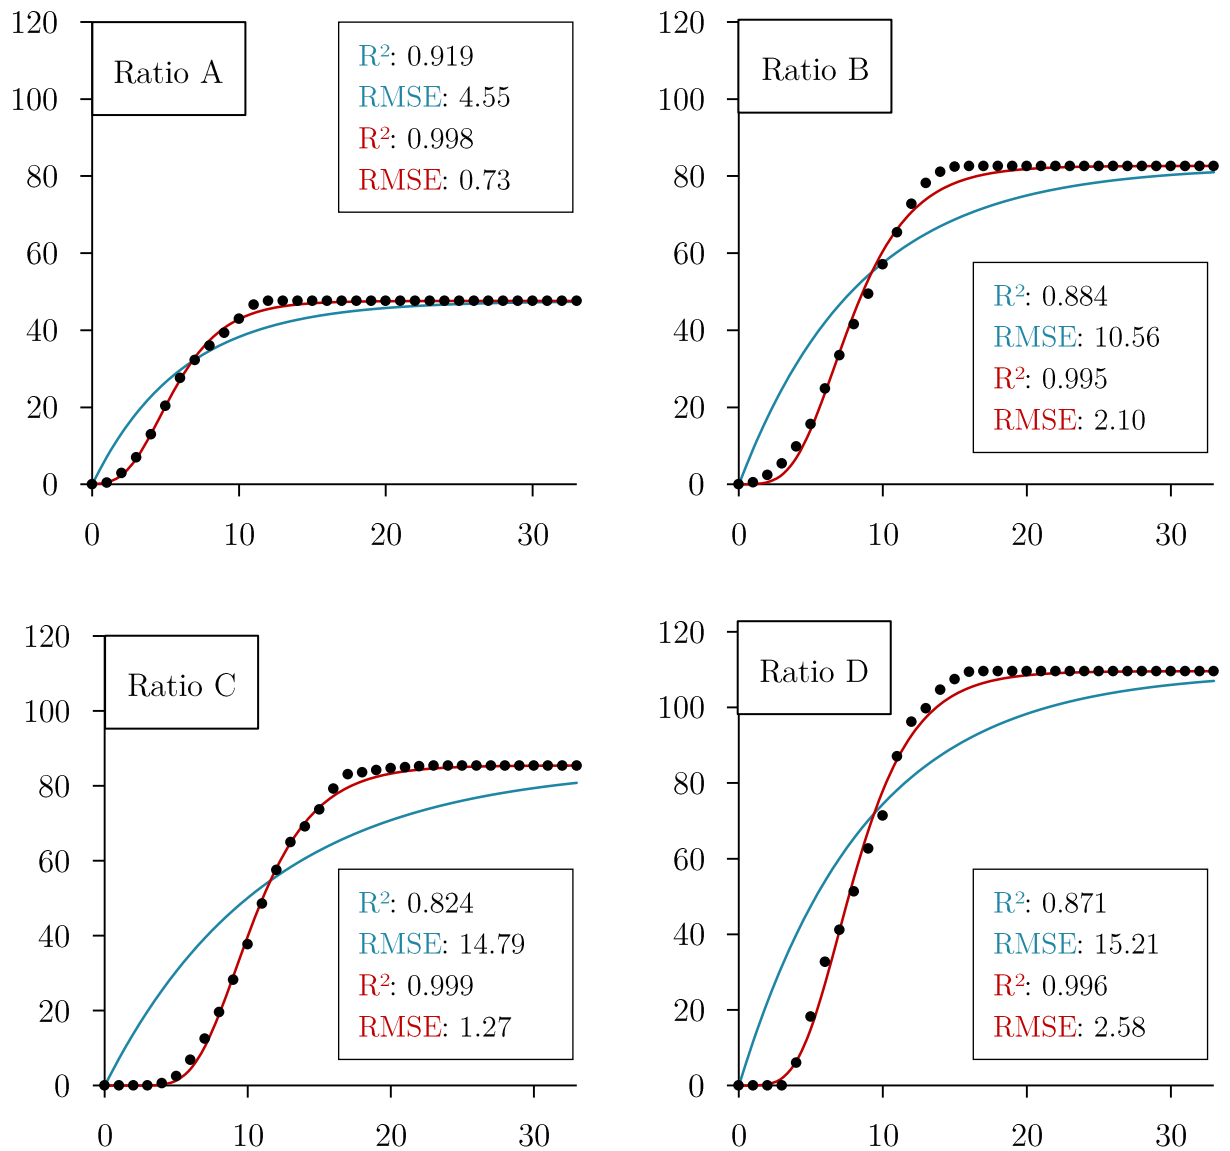 120
100
80
60
40
20
0
0 10 20 30
Ratio A
R²: 0.919
RMSE: 4.55
R²: 0.998
RMSE: 0.73
120
100
80
60
40
20
0
0 10 20 30
Ratio B
R²: 0.884
RMSE: 10.56
R²: 0.995
RMSE: 2.10
120
100
80
60
40
20
0
0 10 20 30
Ratio C
R²: 0.824
RMSE: 14.79
R²: 0.999
RMSE: 1.27
120
100
80
60
40
20
0
0 10 20 30
Ratio D
R²: 0.871
RMSE: 15.21
R²: 0.996
RMSE: 2.58